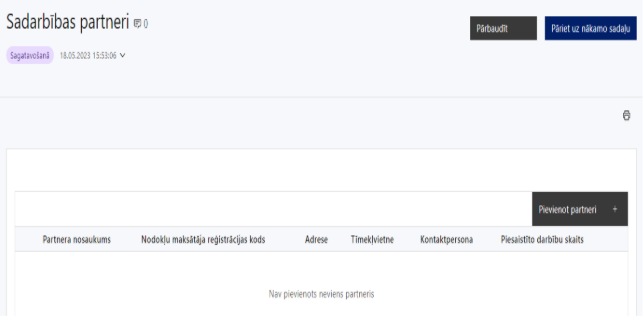 Sadarbības partneri 0
Pārbaudīt
Pāriet uz nākamo sadaļu
Sagatavošanā 18.05.2023 15:53:06
Pievienot partneri +
Partnera nosaukums Nodokļu maksātāja reģistrācijas kods Adrese Tīmekļvietne Kontaktpersona Piesaistīto darbību skaits
Nav pievienots neviens partneris